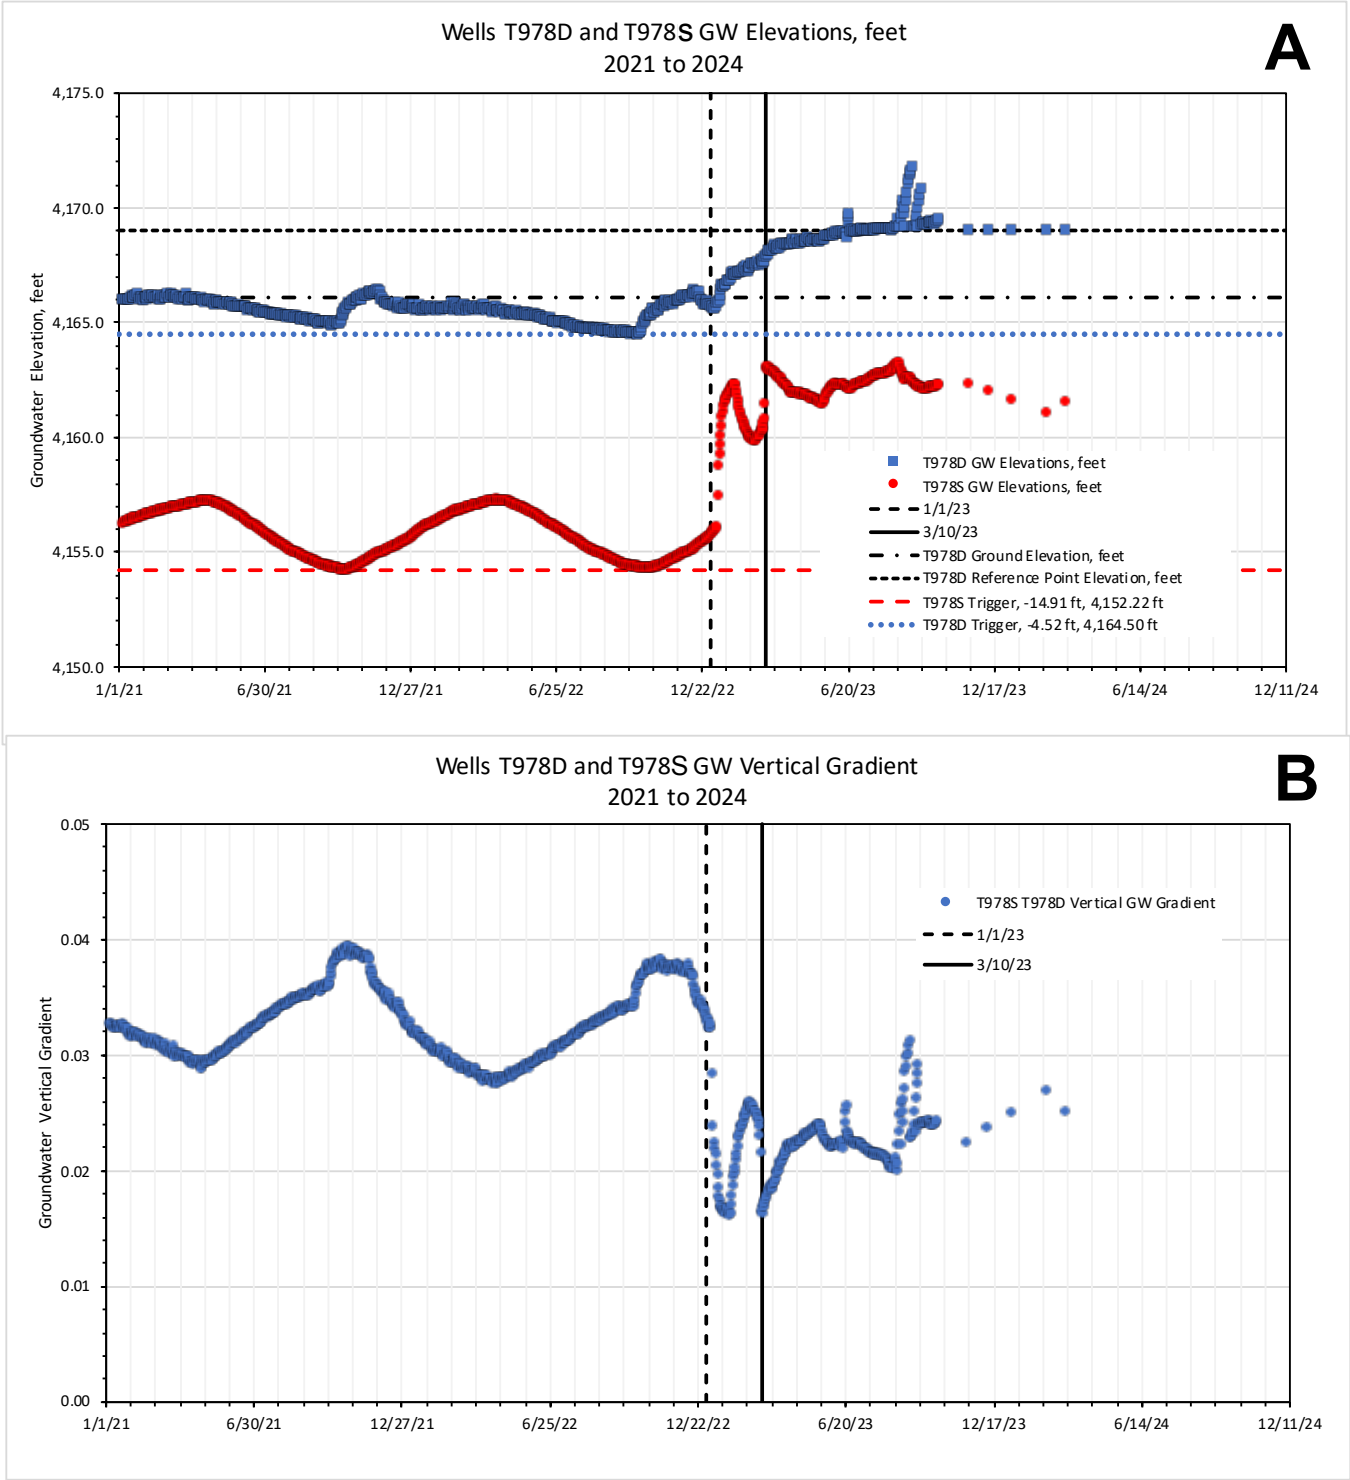 Wells T978D and T978S GW Elevations, feet
2021 to 2024
A
Groundwater Elevation, feet
4,175.0
4,170.0
4,165.0
4,160.0
4,155.0
4,150.0
T978D GW Elevations, feet
T978S GW Elevations, feet
1/1/23
3/10/23
T978D Ground Elevation, feet
T978D Reference Point Elevation, feet
T978S Trigger, -14.91 ft, 4,152.22 ft
T978D Trigger, -4.52 ft, 4,164.50 ft
1/1/21 6/30/21 12/27/21 6/25/22 12/22/22 6/20/23 12/17/23 6/14/24 12/11/24
Wells T978D and T978S GW Vertical Gradient
2021 to 2024
B
Groundwater Vertical Gradient
0.05
0.04
0.03
0.02
0.01
0.00
T978S T978D Vertical GW Gradient
1/1/23
3/10/23
1/1/21 6/30/21 12/27/21 6/25/22 12/22/22 6/20/23 12/17/23 6/14/24 12/11/24